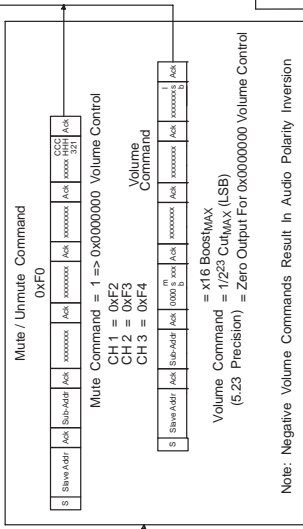 Mute / Unmute Command
0xF0
S Slave Addr Ack Sub-Addr Ack xxxxxxxx Ack xxxxxxxx Ack xxxxxxxx Ack xxxxx CCC HHH 321 Ack
Mute Command = 1 => 0x0000000 Volume Control
CH 1 = 0xF2
CH 2 = 0xF3
CH 3 = 0xF4
Volume
Command
S Slave Addr Ack Sub-Addr Ack 0000 m s b xxx Ack xxxxxxxx Ack xxxxxxxx Ack xxxxxxx l s b Ack
Volume Command = x16 BoostMAX
(5.23 Precision) = 1/2^23 CutMAX (LSB)
= Zero Output For 0x0000000 Volume Control
Note: Negative Volume Commands Result In Audio Polarity Inversion